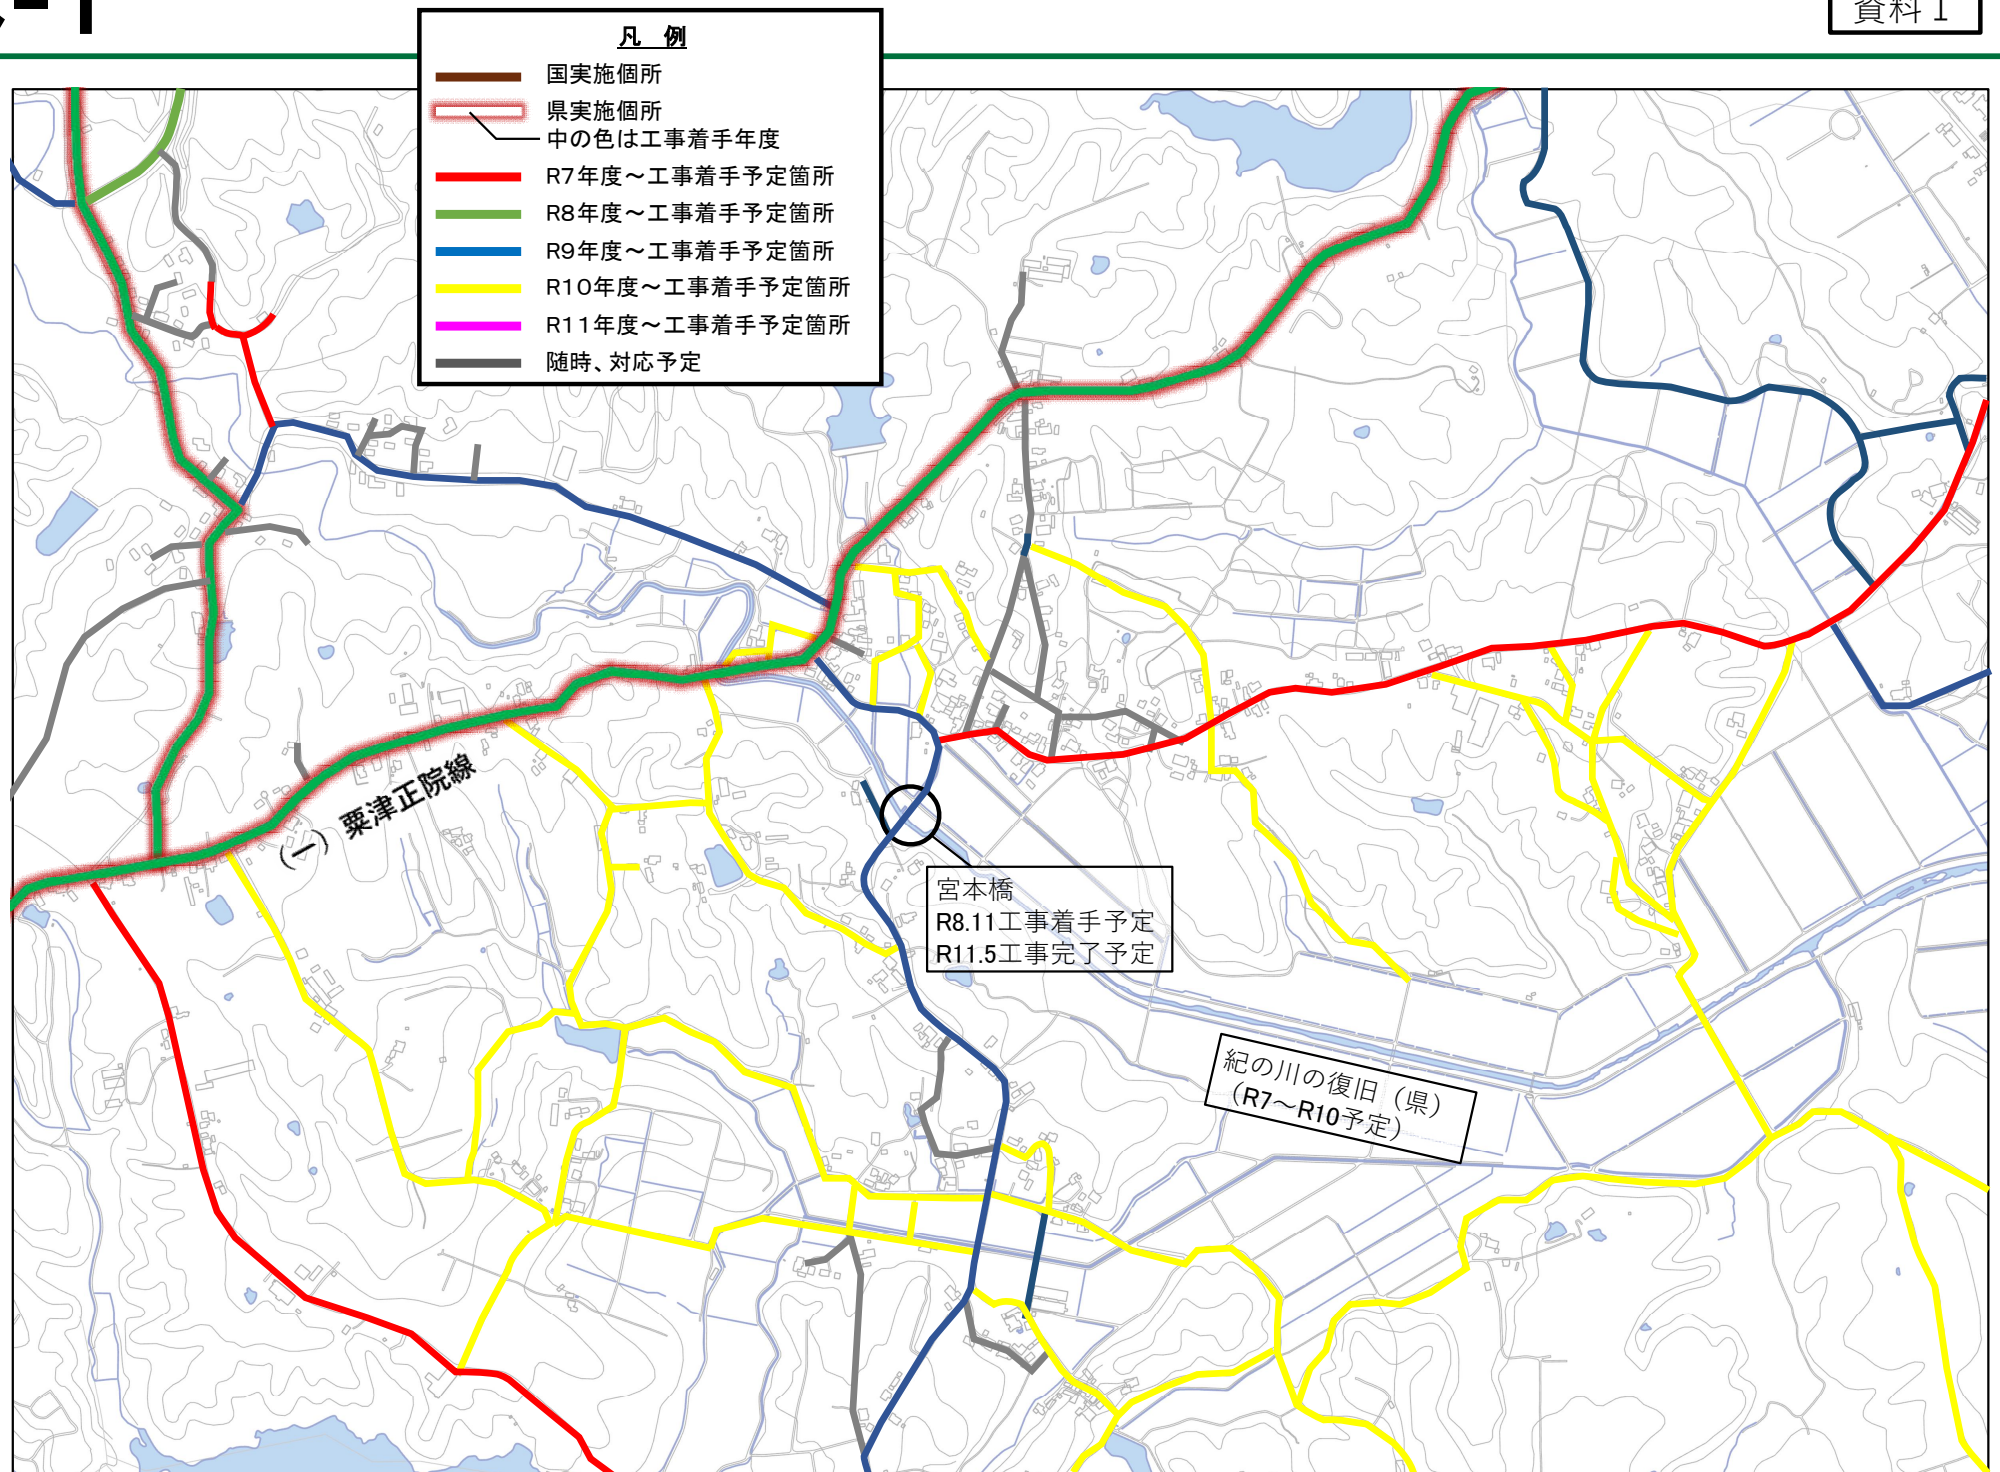 資料1
凡 例
国実施個所
県実施個所
中の色は工事着手年度
R7年度～工事着手予定箇所
R8年度～工事着手予定箇所
R9年度～工事着手予定箇所
R10年度～工事着手予定箇所
R11年度～工事着手予定箇所
随時、対応予定
(一)粟津正院線
宮本橋
R8.11工事着手予定
R11.5工事完了予定
紀の川の復旧（県）
（R7～R10予定）